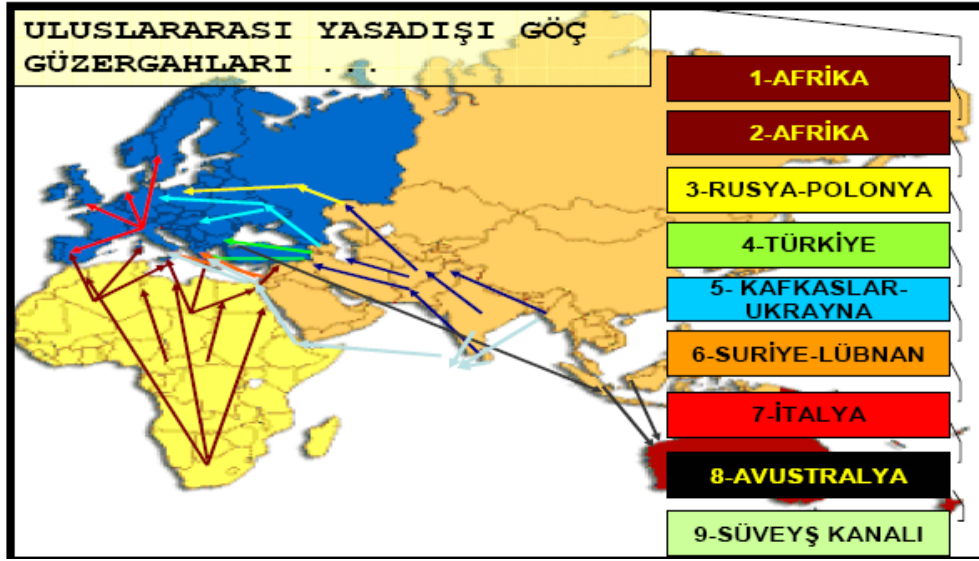 ULUSLARARASI YASADIŞI GÖÇ
GÜZERGAHLARI ...
1-AFRİKA
2-AFRİKA
3-RUSYA-POLONYA
4-TÜRKİYE
5- KAFKASLAR-
UKRAYNA
6-SURİYE-LÜBNAN
7-İTALYA
8-AVUSTRALYA
9-SÜVEYŞ KANALI